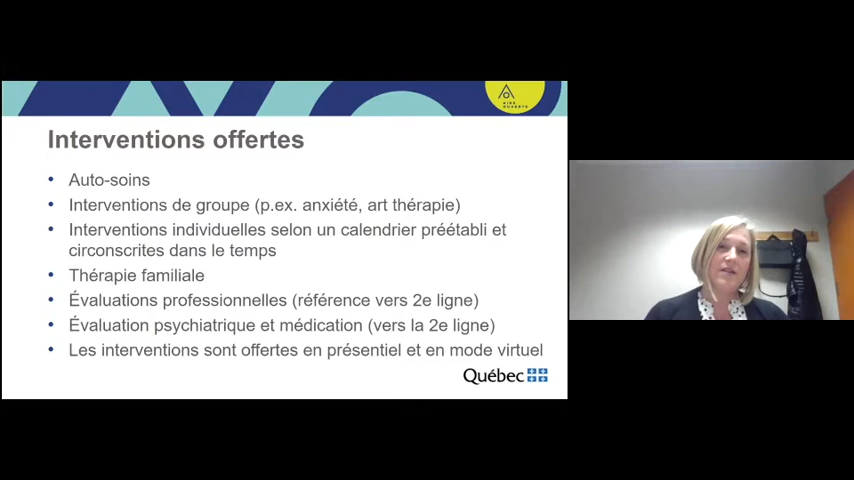 AIRE
OUVERTE
Interventions offertes
• Auto-soins
• Interventions de groupe (p.ex. anxiété, art thérapie)
• Interventions individuelles selon un calendrier préétabli et
circonscrites dans le temps
• Thérapie familiale
• Évaluations professionnelles (référence vers 2e ligne)
• Évaluation psychiatrique et médication (vers la 2e ligne)
• Les interventions sont offertes en présentiel et en mode virtuel
Québec